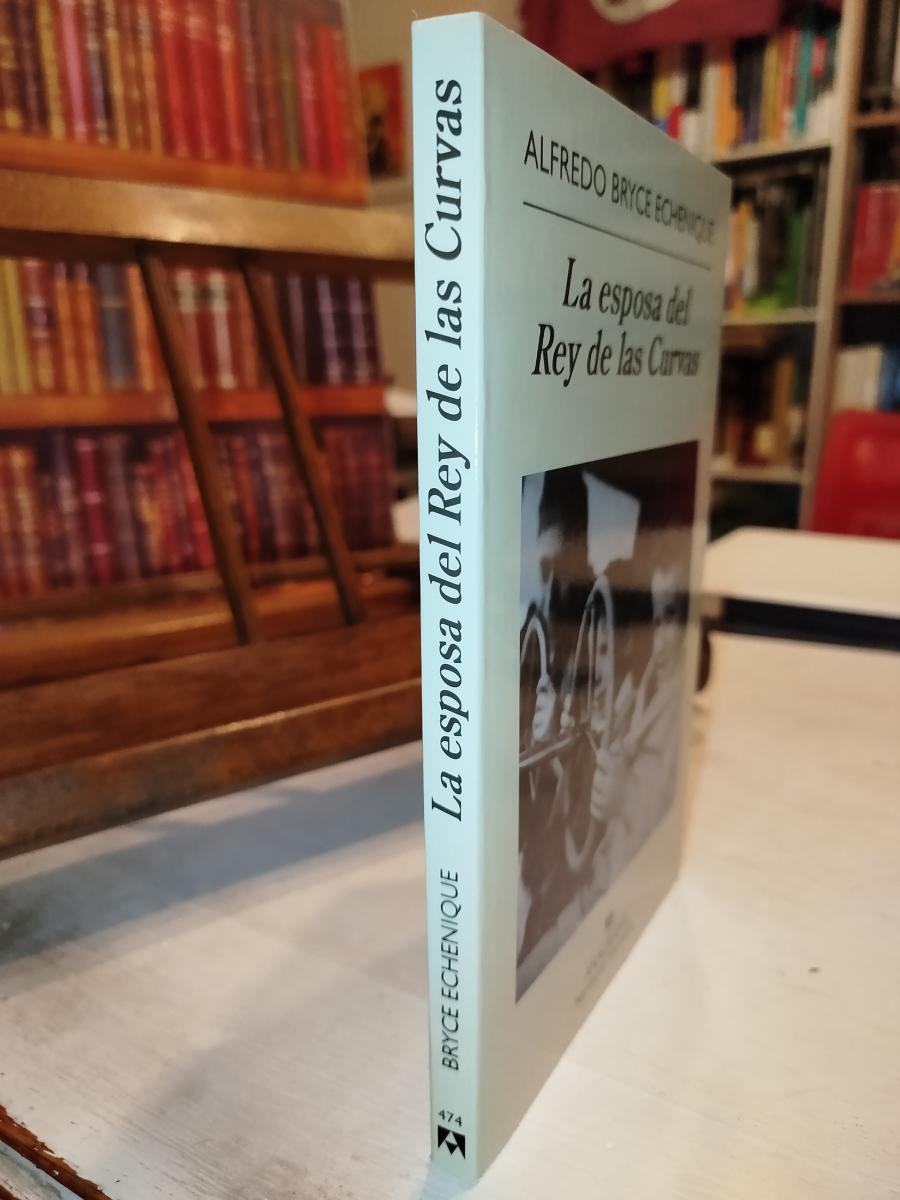 La esposa del Rey de las Curvas
BRYCE ECHENIQUE
474
ALFREDO BRYCE ECHENIQUE
La esposa del
Rey de las Curvas